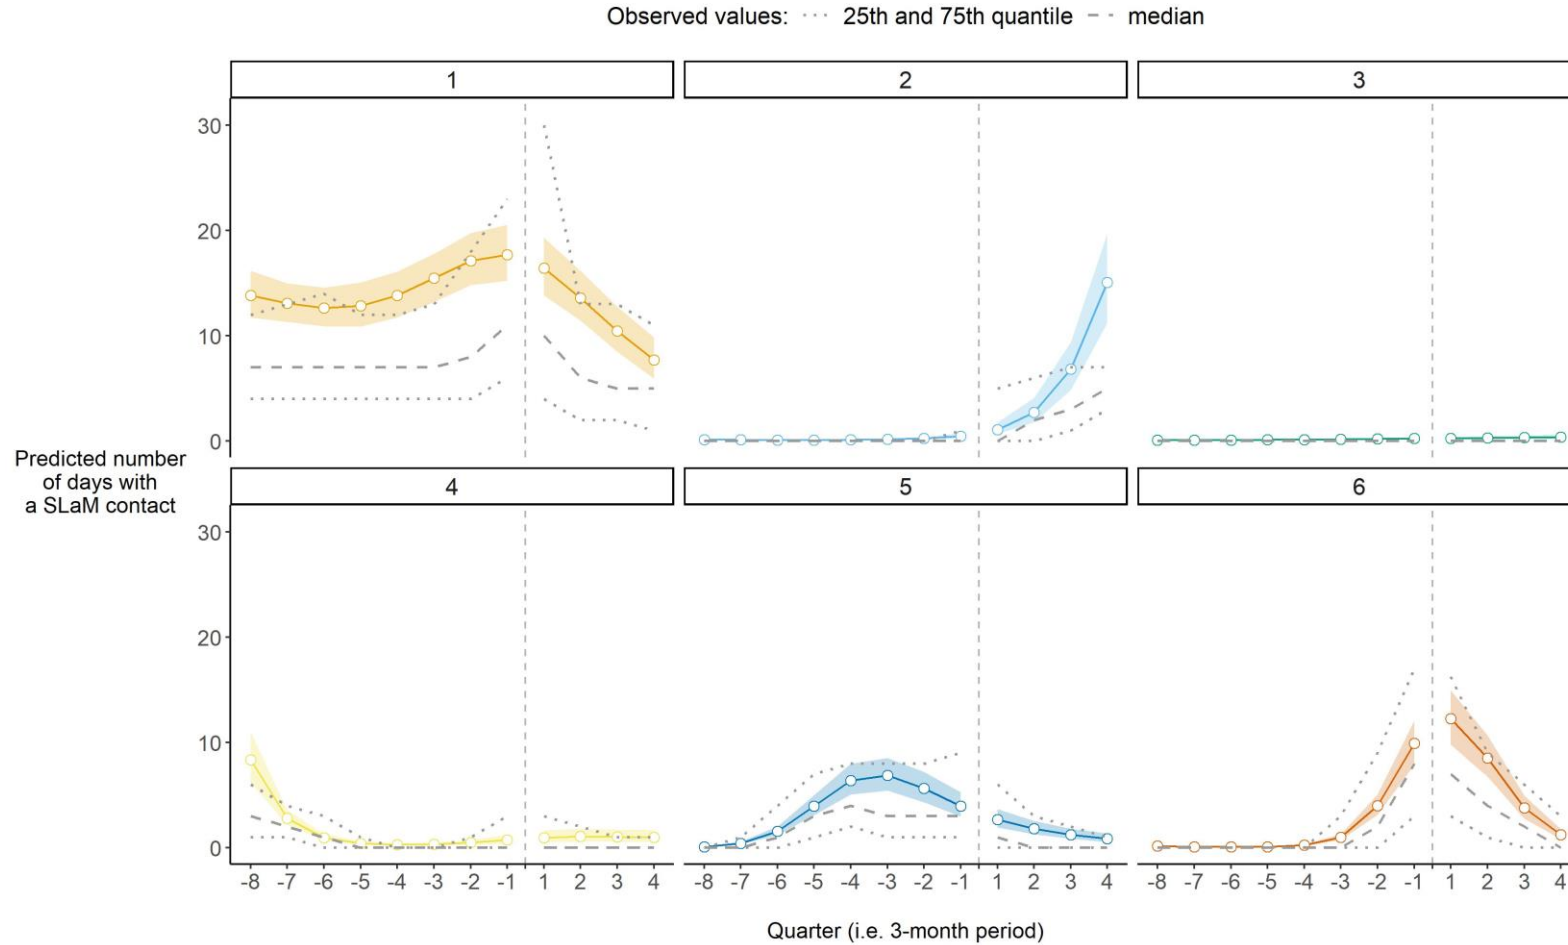 Observed values: 25th and 75th quantile median
1 2 3
30
20
10
0
Predicted number
of days with
a SLaM contact
4 5 6
30
20
10
0
-8 -7 -6 -5 -4 -3 -2 -1 1 2 3 4 -8 -7 -6 -5 -4 -3 -2 -1 1 2 3 4 -8 -7 -6 -5 -4 -3 -2 -1 1 2 3 4
Quarter (i.e. 3-month period)